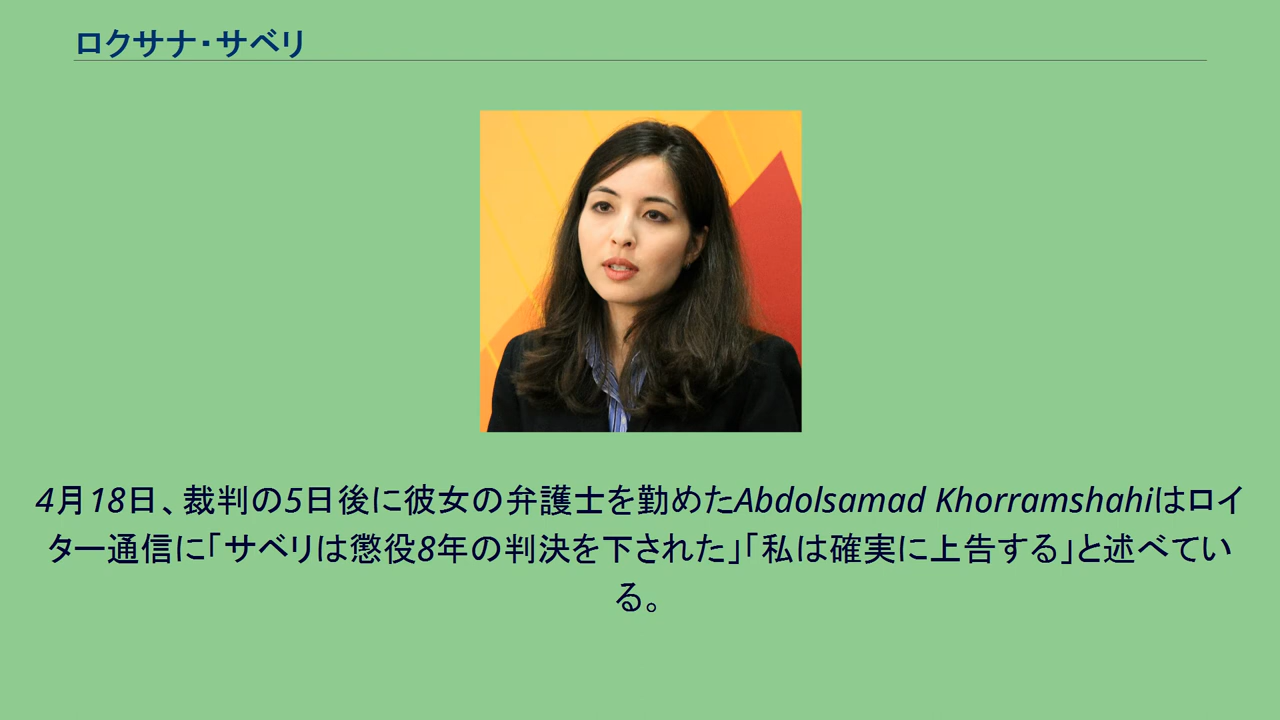 ロクサナ・サベリ
4月18日、裁判の5日後に彼女の弁護士を勤めたAbdolsamad Khorramshahiはロイ
ター通信に「サベリは懲役8年の判決を下された」「私は確実に上告する」と述べてい
る。